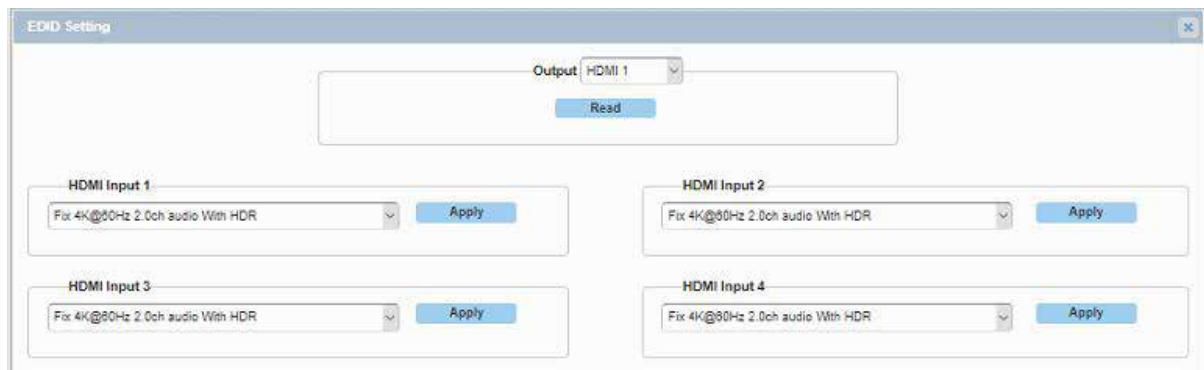 EDID Setting
Output HDMI 1
Read
HDMI Input 1
Fix 4K@60Hz 2.0ch audio With HDR
Apply
HDMI Input 2
Fix 4K@60Hz 2.0ch audio With HDR
Apply
HDMI Input 3
Fix 4K@60Hz 2.0ch audio With HDR
Apply
HDMI Input 4
Fix 4K@60Hz 2.0ch audio With HDR
Apply